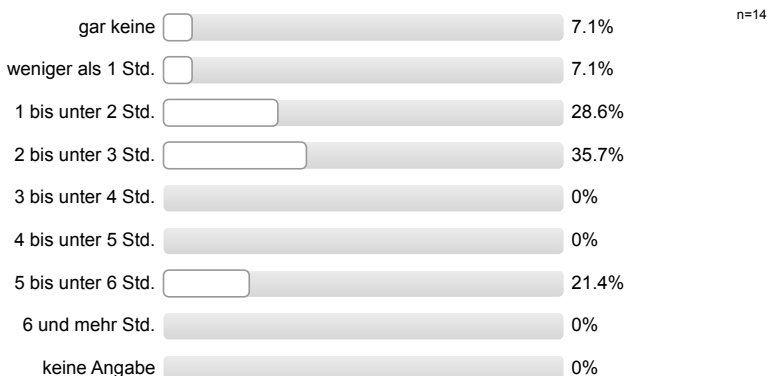 n=14
gar keine 7.1%
weniger als 1 Std. 7.1%
1 bis unter 2 Std. 28.6%
2 bis unter 3 Std. 35.7%
3 bis unter 4 Std. 0%
4 bis unter 5 Std. 0%
5 bis unter 6 Std. 21.4%
6 und mehr Std. 0%
keine Angabe 0%